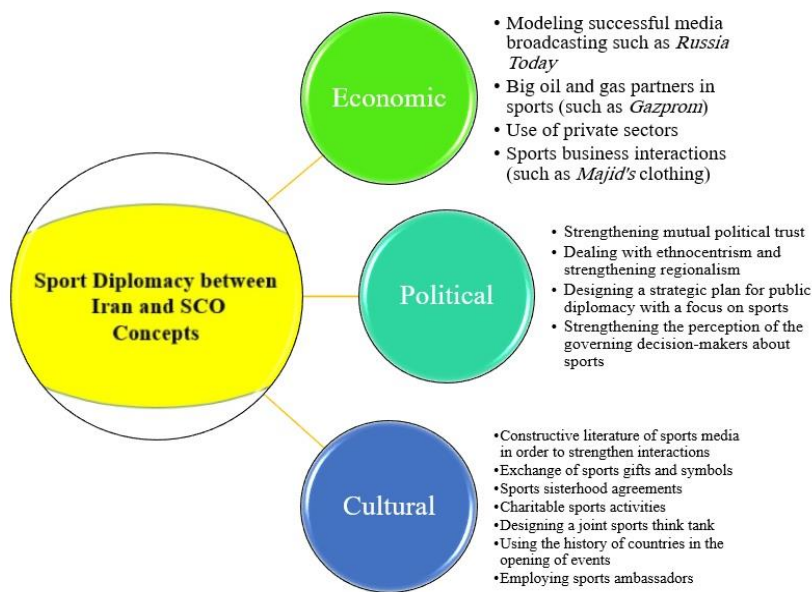 Economic
• Modeling successful media
broadcasting such as Russia
Today
• Big oil and gas partners in
sports (such as Gazprom)
• Use of private sectors
• Sports business interactions
(such as Majid's clothing)
Sport Diplomacy between
Iran and SCO
Concepts
Political
• Strengthening mutual political trust
• Dealing with ethnocentrism and
strengthening regionalism
• Designing a strategic plan for public
diplomacy with a focus on sports
• Strengthening the perception of the
governing decision-makers about
sports
Cultural
•Constructive literature of sports media
in order to strengthen interactions
•Exchange of sports gifts and symbols
•Sports sisterhood agreements
•Charitable sports activities
•Designing a joint sports think tank
•Using the history of countries in the
opening of events
•Employing sports ambassadors